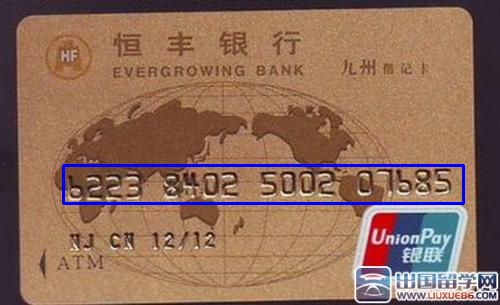 HF 恒丰银行
EVERGROWING BANK 九州 借记卡
6223 8402 5002 07685
NJ CN 12/12
ATM
UnionPay
银联
出国留学网
WWW.LIUXUE86.COM